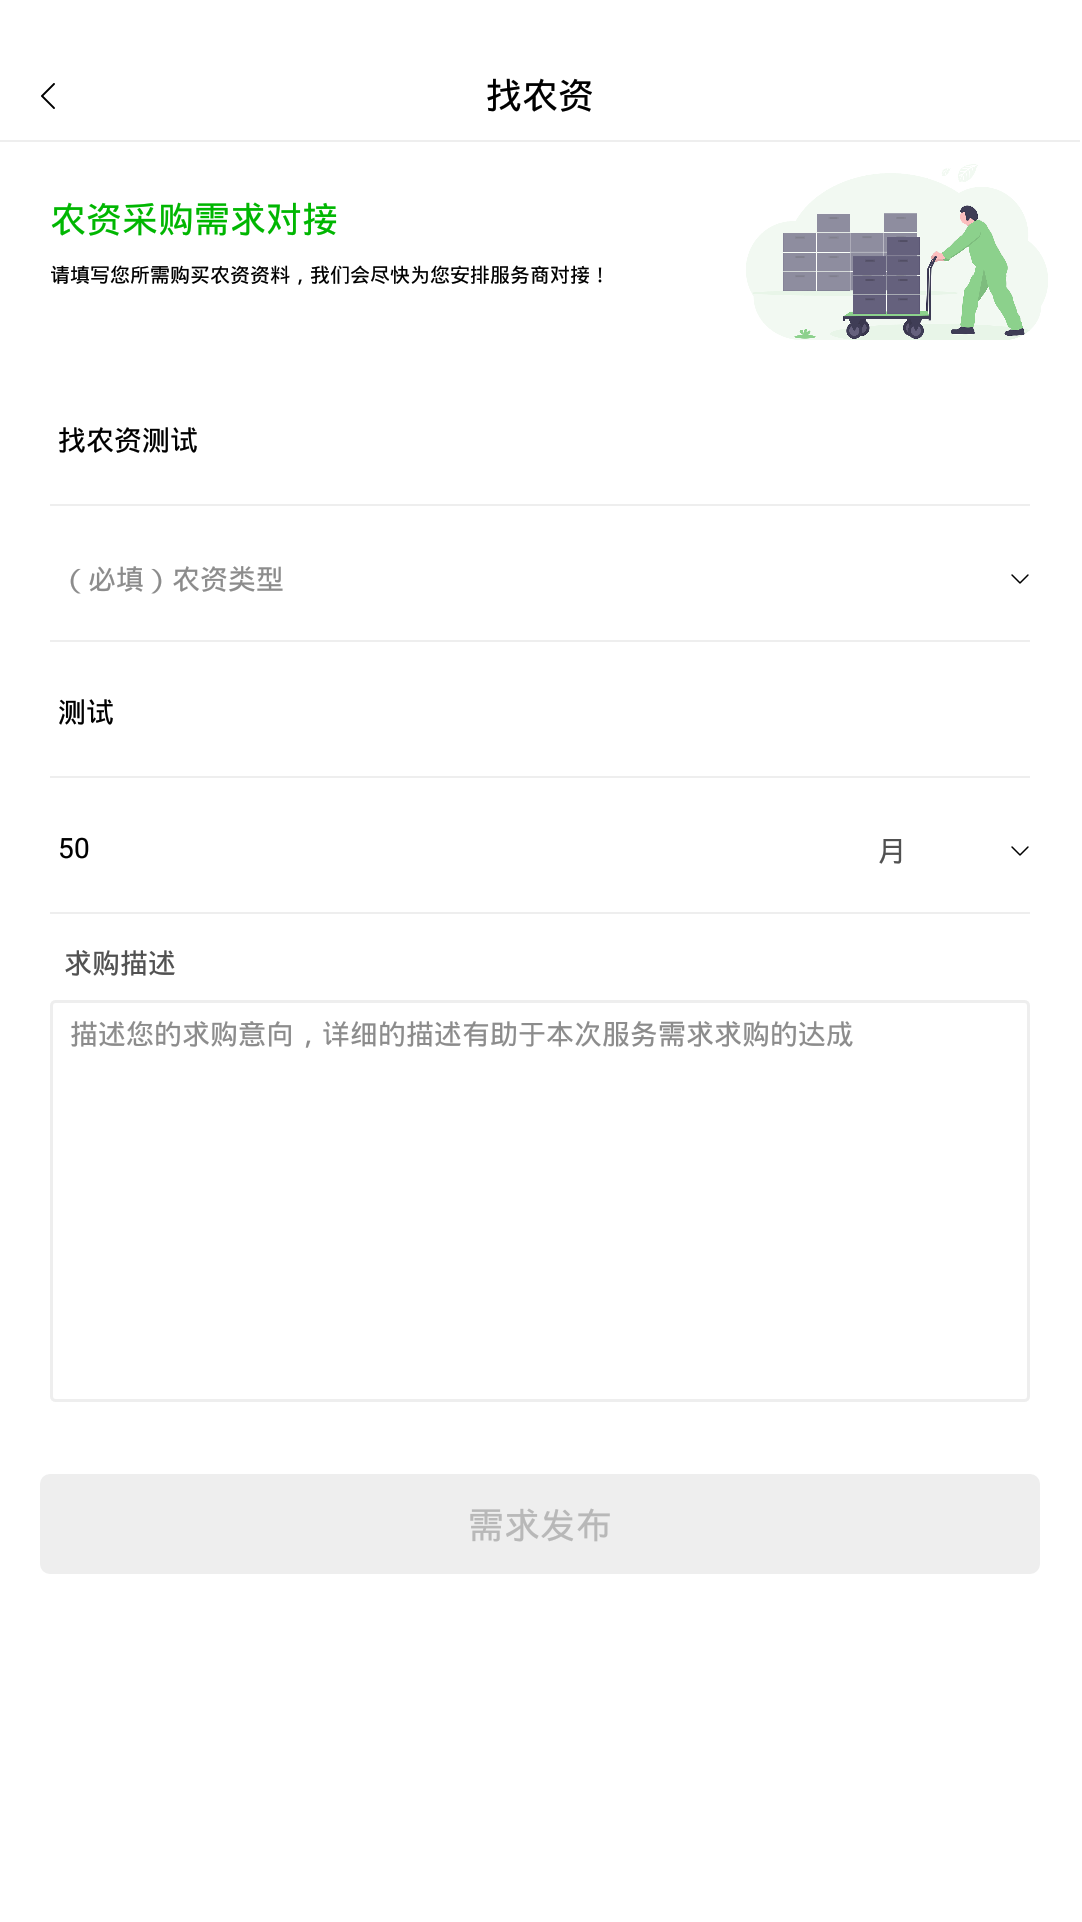 找农资
农资采购需求对接
请填写您所需购买农资资料，我们会尽快为您安排服务商对接！
找农资测试
（必填）农资类型
测试
50 月
求购描述
描述您的求购意向，详细的描述有助于本次服务需求求购的达成
需求发布